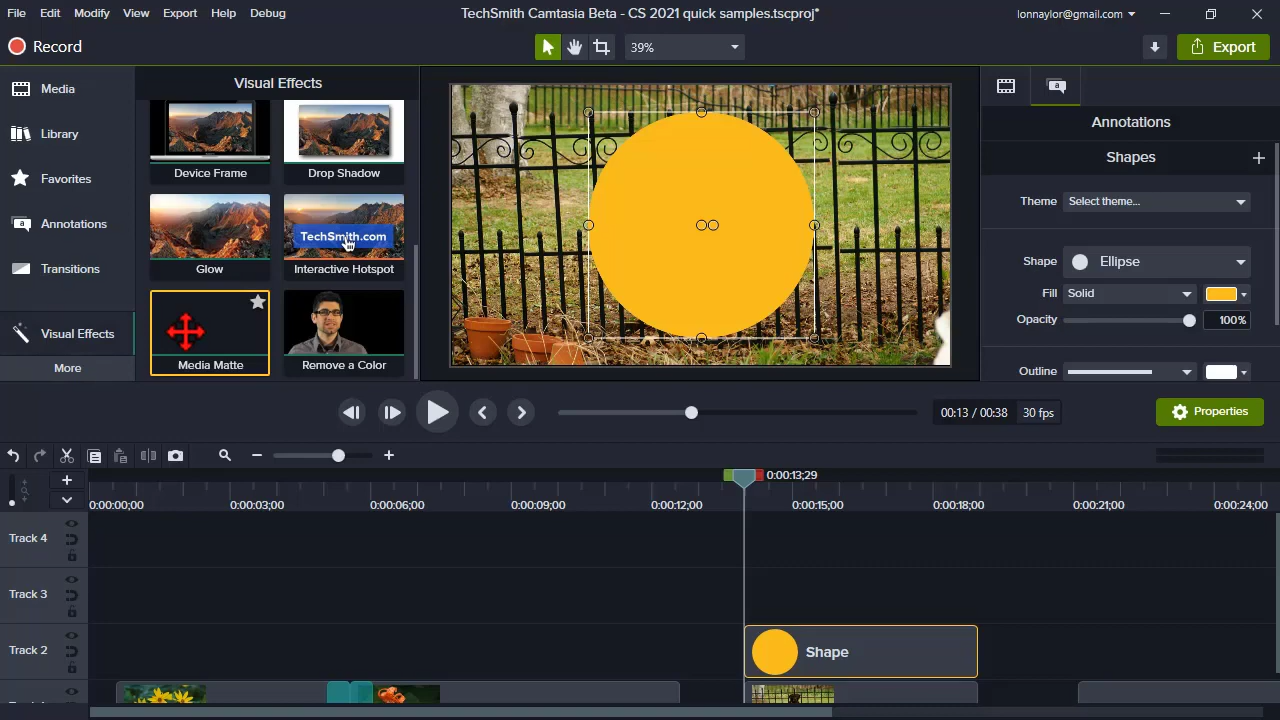 File Edit Modify View Export Help Debug
TechSmith Camtasia Beta - CS 2021 quick samples.tscproj*
lonnaylor@gmail.com
Record
39%
Export
Media
Library
Favorites
Annotations
Transitions
Visual Effects
More
Visual Effects
Device Frame
Drop Shadow
Glow
TechSmith.com
Interactive Hotspot
Media Matte
Remove a Color
a
Annotations
Shapes
Theme Select theme...
Shape Ellipse
Fill Solid
Opacity 100%
Outline
00:13 / 00:38 30 fps
Properties
0:00:13;29
0:00:00;00 0:00:03;00 0:00:06;00 0:00:09;00 0:00:12;00 0:00:15;00 0:00:18;00 0:00:21;00 0:00:24;00
Track 4
Track 3
Track 2
Shape